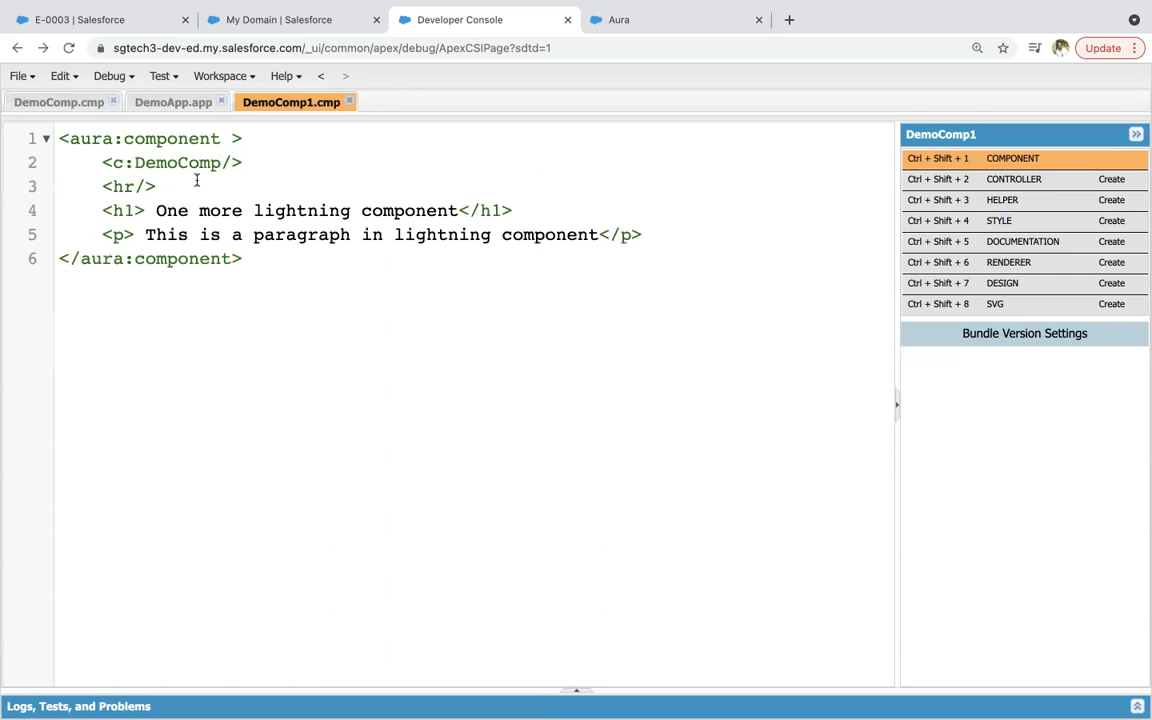 E-0003 | Salesforce
My Domain | Salesforce
Developer Console
Aura
sgtech3-dev-ed.my.salesforce.com/_ui/common/apex/debug/ApexCSIPage?sdtd=1
Update
File Edit Debug Test Workspace Help < >
DemoComp.cmp DemoApp.app DemoComp1.cmp
1 <aura:component >
2 <c:DemoComp/>
3 <hr/>
4 <h1> One more lightning component</h1>
5 <p> This is a paragraph in lightning component</p>
6 </aura:component>
DemoComp1
Ctrl + Shift + 1 COMPONENT
Ctrl + Shift + 2 CONTROLLER Create
Ctrl + Shift + 3 HELPER Create
Ctrl + Shift + 4 STYLE Create
Ctrl + Shift + 5 DOCUMENTATION Create
Ctrl + Shift + 6 RENDERER Create
Ctrl + Shift + 7 DESIGN Create
Ctrl + Shift + 8 SVG Create
Bundle Version Settings
Logs, Tests, and Problems